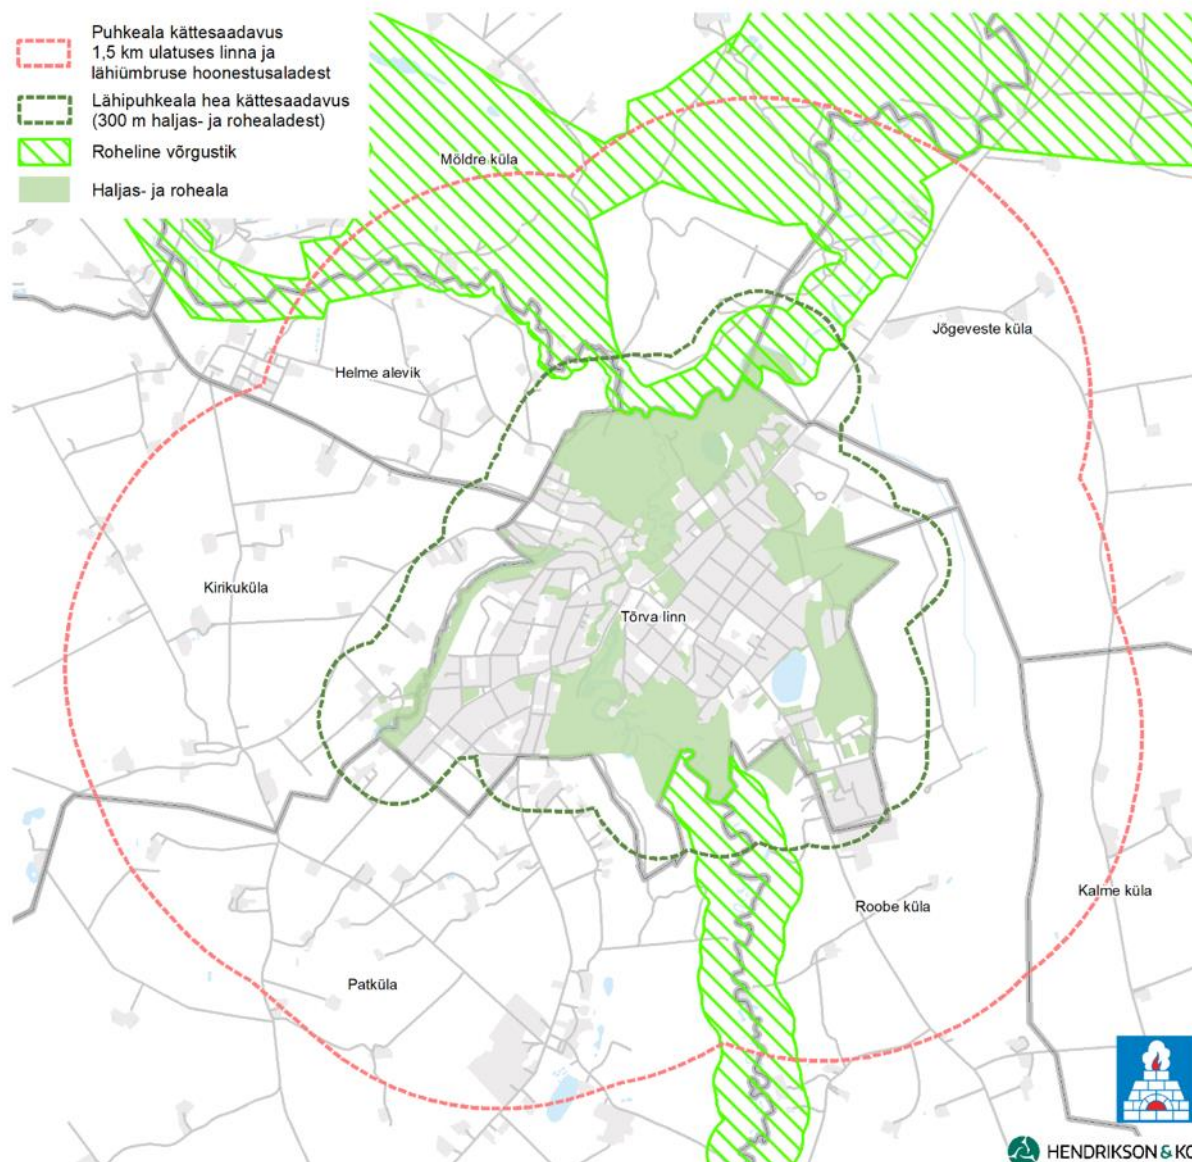 Puhkeala kättesaadavus
1,5 km ulatuses linna ja
lähiümbruse hoonestusaladest
Lähipuhkeala hea kättesaadavus
(300 m haljas- ja rohealadest)
Roheline võrgustik
Haljas- ja roheala
Möldre küla
Jõgeveste küla
Helme alevik
Kirikuküla
Tõrva linn
Kalme küla
Roobe küla
Patküla
HENDRIKSON & KO